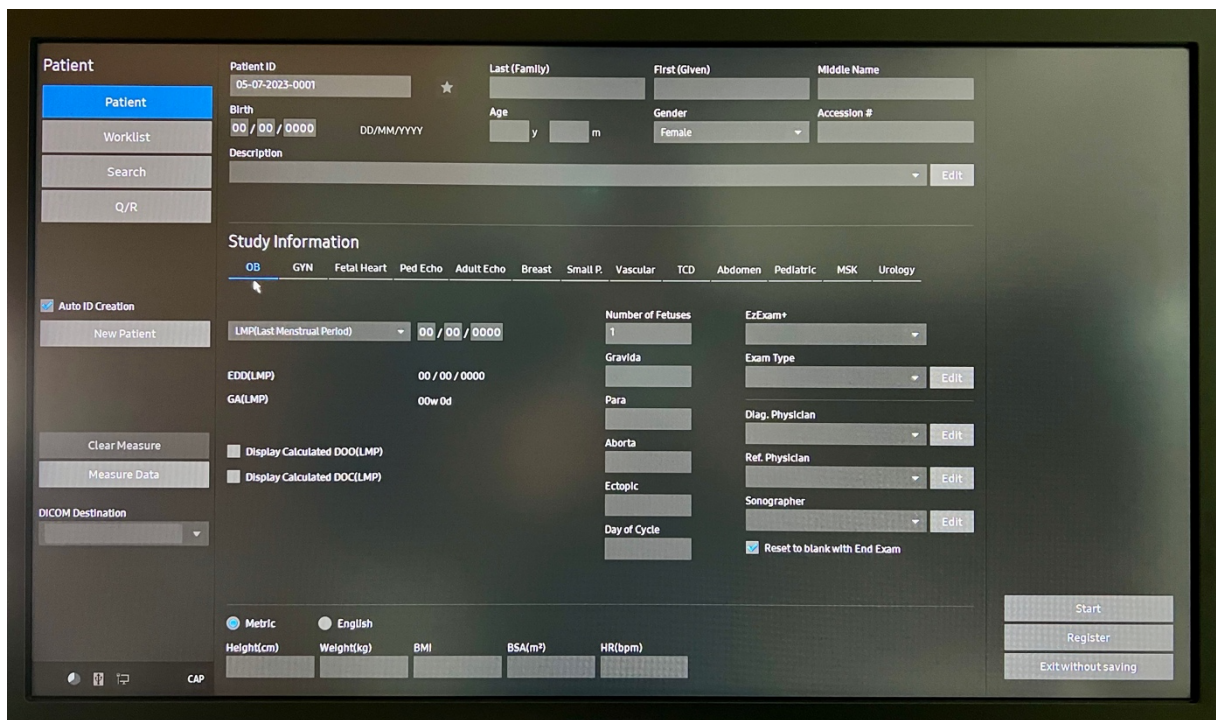 Patient
Patient
Worklist
Search
Q/R
Auto ID Creation
New Patient
Clear Measure
Measure Data
DICOM Destination
CAP
Patient ID
05-07-2023-0001
Last(Family)
First(Given)
Middle Name
Birth
00 / 00 / 0000 DD/MM/YYYY
Age
y m
Gender
Female
Accession #
Description
Edit
Study Information
OB GYN Fetal Heart Ped Echo Adult Echo Breast Small P. Vascular TCD Abdomen Pediatric MSK Urology
LMP(Last Menstrual Period) 00 / 00 / 0000
EDD(LMP) 00 / 00 / 0000
GA(LMP) 00w 0d
Display Calculated DOO(LMP)
Display Calculated DOC(LMP)
Number of Fetuses
1
Gravida
Para
Aborta
Ectopic
Day of Cycle
EzExam+
Exam Type
Edit
Diag. Physician
Edit
Ref. Physician
Edit
Sonographer
Edit
Reset to blank with End Exam
Metric English
Height(cm) Weight(kg) BMI BSA(m²) HR(bpm)
Start
Register
Exit without saving